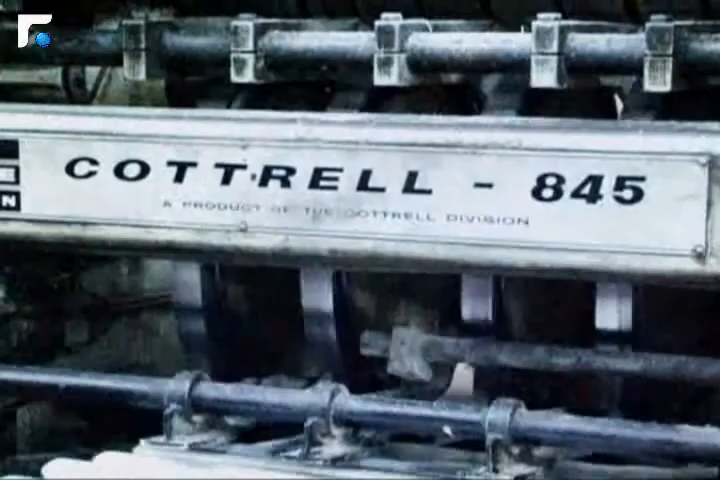 COTTRELL - 845
E
A PRODUCT OF THE COTTRELL DIVISION
N